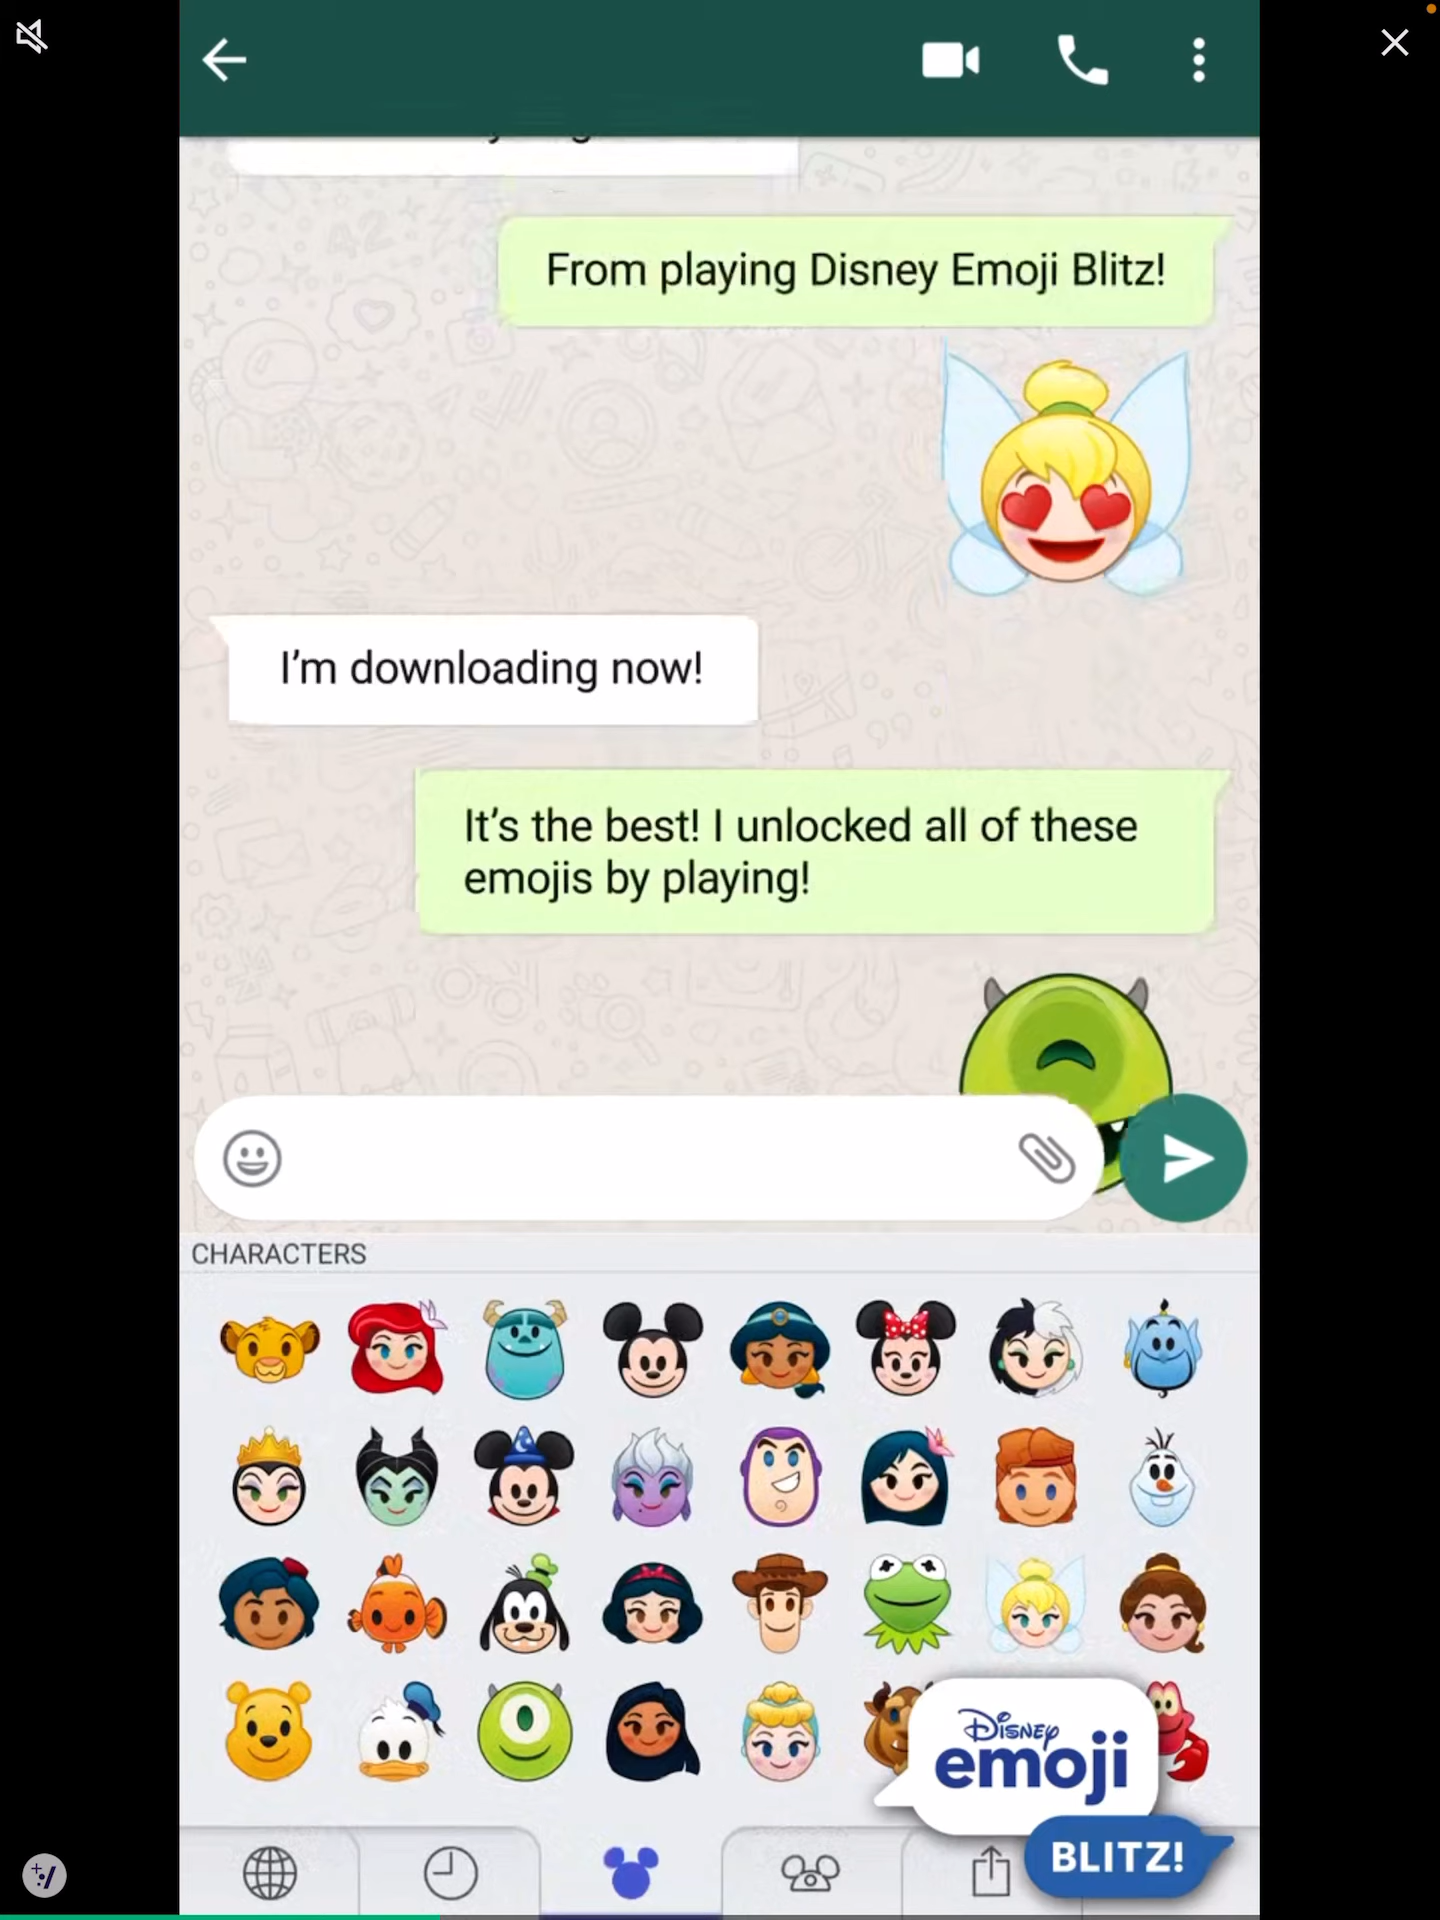 From playing Disney Emoji Blitz!
I'm downloading now!
It's the best! I unlocked all of these
emojis by playing!
CHARACTERS
Disney
emoji
BLITZ!